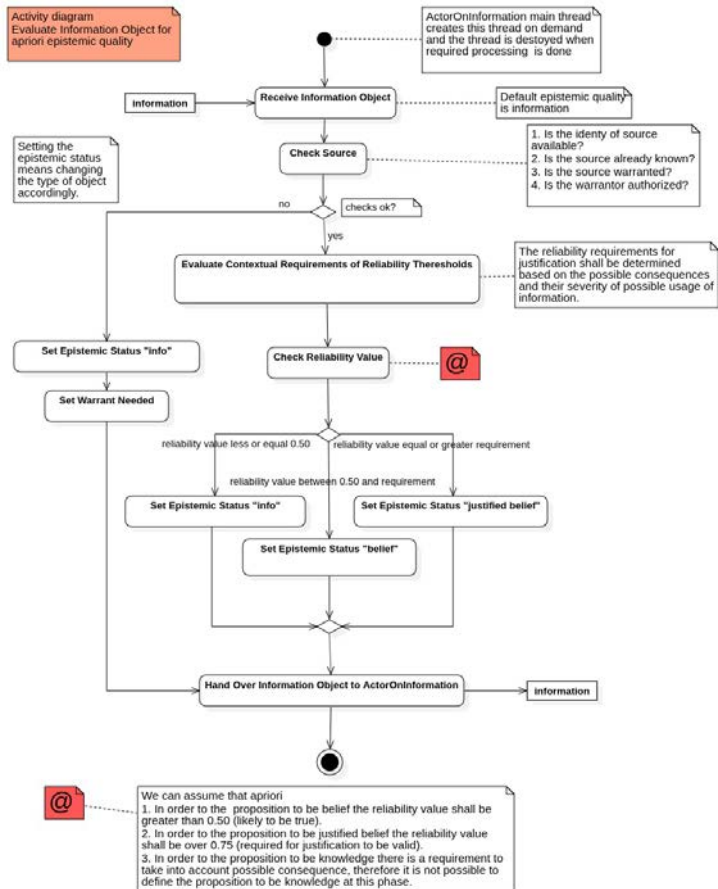 Activity diagram
Evaluate Information Object for
apriori epistemic quality
ActorOnInformation main thread
creates this thread on demand
and the thread is destoyed when
required processing is done
information
Receive Information Object
Default epistemic quality
is information
Setting the
epistemic status
means changing
the type of object
accordingly.
Check Source
1. Is the identy of source
available?
2. Is the source already known?
3. Is the source warranted?
4. Is the warrantor authorized?
no
checks ok?
yes
Evaluate Contextual Requirements of Reliability Theresholds
The reliability requirements for
justification shall be determined
based on the possible consequences
and their severity of possible usage of
information.
Set Epistemic Status "info"
Check Reliability Value
@
Set Warrant Needed
reliability value less or equal 0.50
reliability value equal or greater requirement
reliability value between 0.50 and requirement
Set Epistemic Status "info"
Set Epistemic Status "justified belief"
Set Epistemic Status "belief"
Hand Over Information Object to ActorOnInformation
information
@
We can assume that apriori
1. In order to the proposition to be belief the reliability value shall be
greater than 0.50 (likely to be true).
2. In order to the proposition to be justified belief the reliability value
shall be over 0.75 (required for justification to be valid).
3. In order to the proposition to be knowledge there is a requirement to
take into account possible consequence, therefore it is not possible to
define the proposition to be knowledge at this phase.